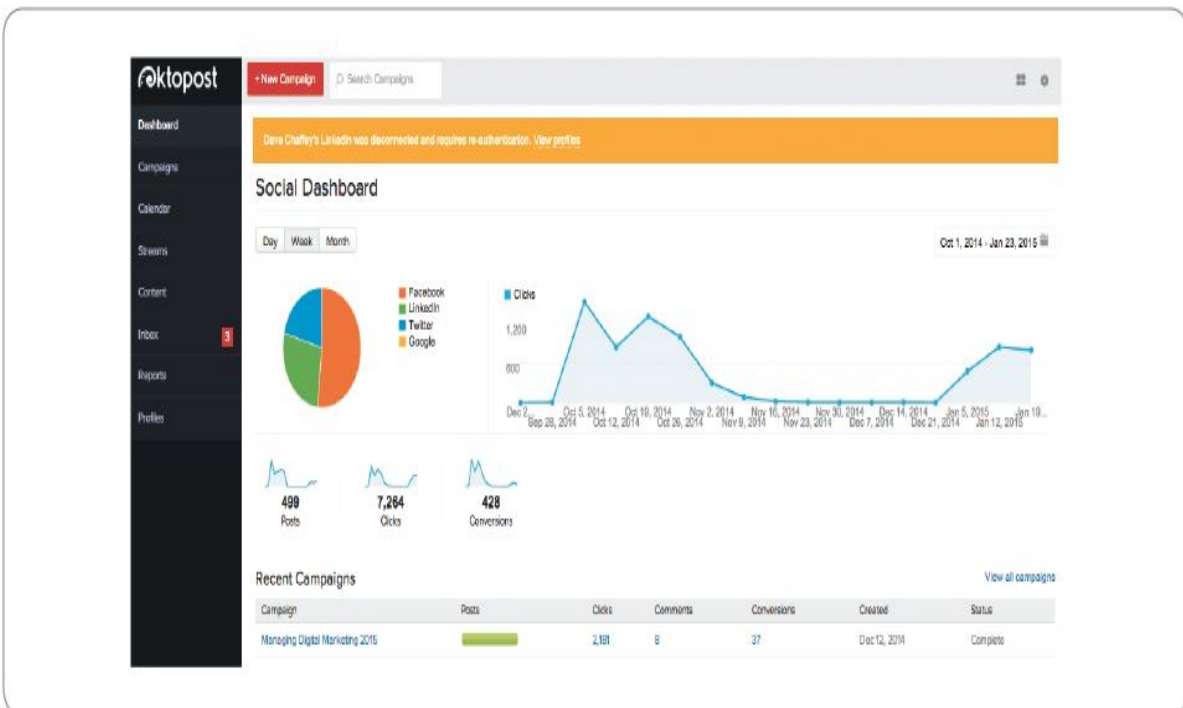 Oktopost
+ New Campaign
Search Campaigns
Dashboard
Campaigns
Calendar
Streams
Content
Inbox 3
Reports
Profiles
Dave Chaffey's LinkedIn was disconnected and requires re-authentication. View profiles
Social Dashboard
Day Week Month
Oct 1, 2014 - Jan 23, 2015
Facebook
LinkedIn
Twitter
Google
Clicks
1,200
600
Dec 2... Oct 5, 2014 Oct 19, 2014 Nov 2, 2014 Nov 16, 2014 Nov 30, 2014 Dec 14, 2014 Jan 5, 2015 Jan 19...
Sep 28, 2014 Oct 12, 2014 Oct 26, 2014 Nov 9, 2014 Nov 23, 2014 Dec 7, 2014 Dec 21, 2014 Jan 12, 2015
499 7,264 428
Posts Clicks Conversions
Recent Campaigns
View all campaigns
Campaign Posts Clicks Comments Conversions Created Status
Managing Digital Marketing 2015 2,181 8 37 Dec 12, 2014 Complete